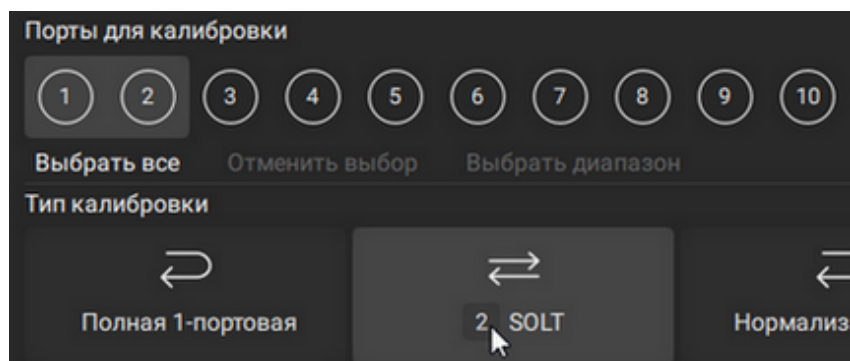 Порты для калибровки
1 2 3 4 5 6 7 8 9 10
Выбрать все Отменить выбор Выбрать диапазон
Тип калибровки
Полная 1-портовая 2 SOLT Нормализ